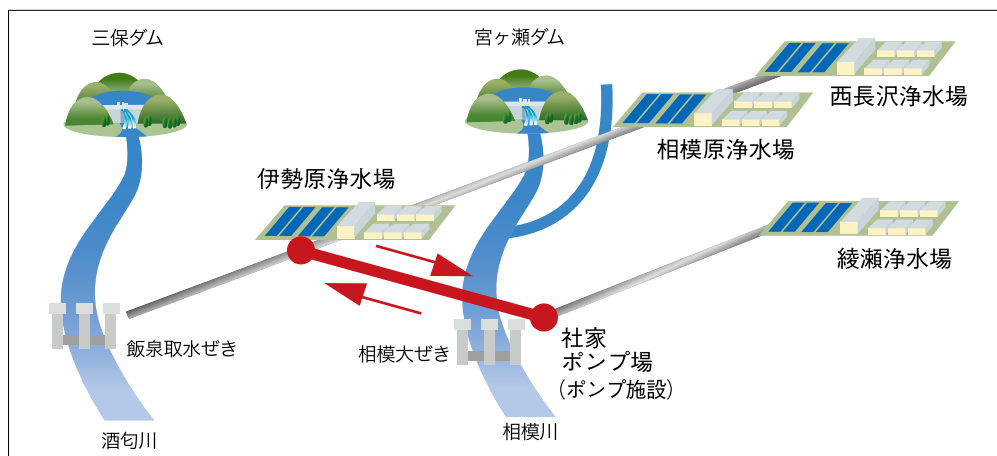 三保ダム
宮ヶ瀬ダム
西長沢浄水場
相模原浄水場
伊勢原浄水場
綾瀬浄水場
飯泉取水ぜき
相模大ぜき
社家
ポンプ場
(ポンプ施設)
酒匂川
相模川